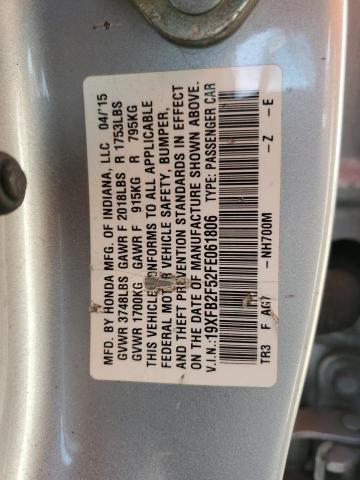 MFD. BY HONDA MFG. OF INDIANA, LLC 04/'15
GVWR 3748LBS GAWR F 2018LBS R 1753LBS
GVWR 1700KG GAWR F 915KG R 795KG
THIS VEHICLE CONFORMS TO ALL APPLICABLE
FEDERAL MOTOR VEHICLE SAFETY, BUMPER,
AND THEFT PREVENTION STANDARDS IN EFFECT
ON THE DATE OF MANUFACTURE SHOWN ABOVE.
V.I.N.:19XFB2F52FE061806 TYPE: PASSENGER CAR
TR3 F AG7 -NH700M -Z -E